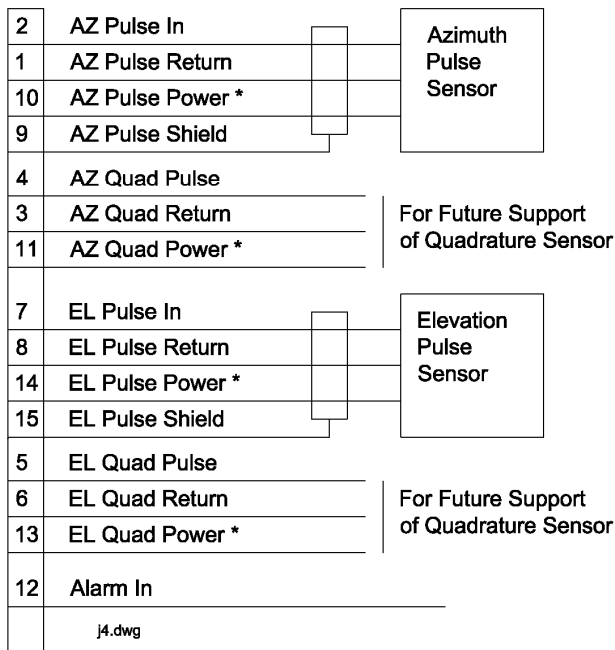 2 AZ Pulse In
1 AZ Pulse Return
10 AZ Pulse Power *
9 AZ Pulse Shield
Azimuth
Pulse
Sensor
4 AZ Quad Pulse
3 AZ Quad Return
11 AZ Quad Power *
For Future Support
of Quadrature Sensor
7 EL Pulse In
8 EL Pulse Return
14 EL Pulse Power *
15 EL Pulse Shield
Elevation
Pulse
Sensor
5 EL Quad Pulse
6 EL Quad Return
13 EL Quad Power *
For Future Support
of Quadrature Sensor
12 Alarm In
j4.dwg